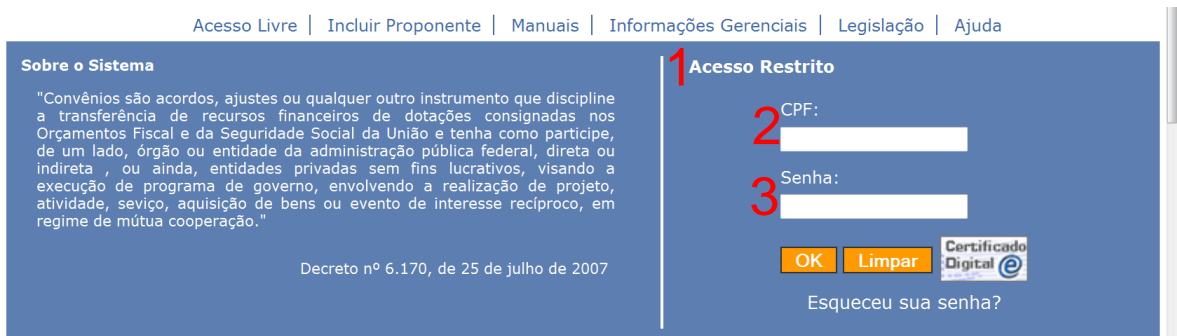 Acesso Livre | Incluir Proponente | Manuais | Informações Gerenciais | Legislação | Ajuda
Sobre o Sistema
"Convênios são acordos, ajustes ou qualquer outro instrumento que discipline
a transferência de recursos financeiros de dotações consignadas nos
Orçamentos Fiscal e da Seguridade Social da União e tenha como participe,
de um lado, órgão ou entidade da administração pública federal, direta ou
indireta , ou ainda, entidades privadas sem fins lucrativos, visando a
execução de programa de governo, envolvendo a realização de projeto,
atividade, seviço, aquisição de bens ou evento de interesse recíproco, em
regime de mútua cooperação."
Decreto nº 6.170, de 25 de julho de 2007
1 Acesso Restrito
2 CPF:
3 Senha:
OK Limpar
Certificado
Digital e
Esqueceu sua senha?